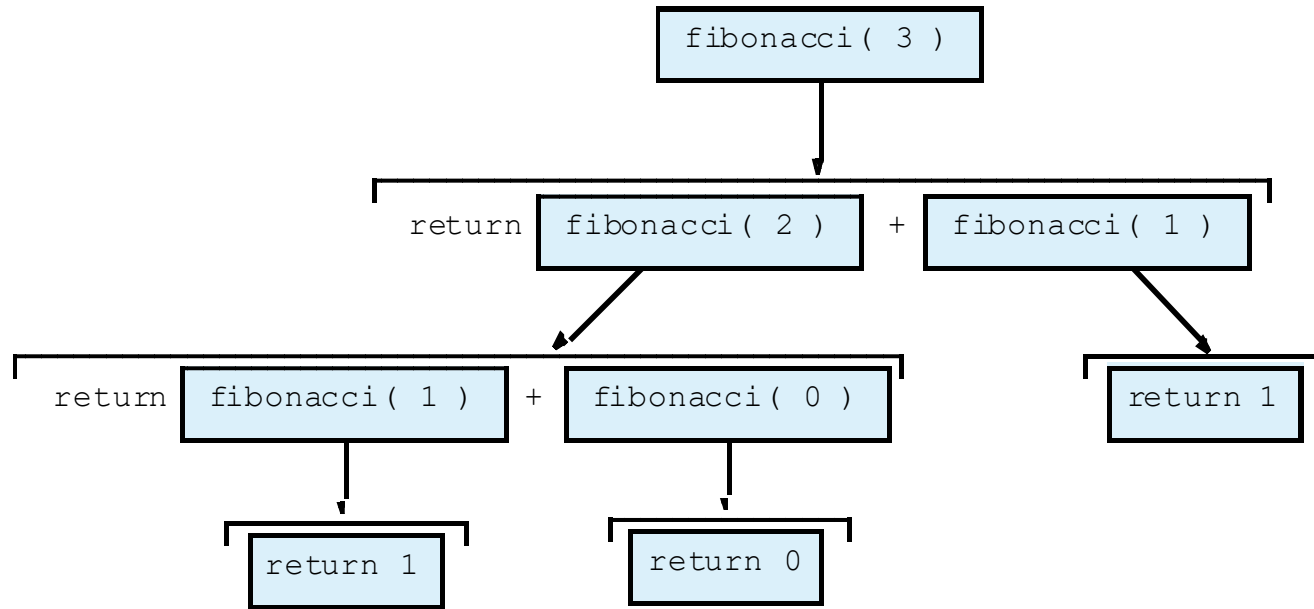 fibonacci( 3 )
return fibonacci( 2 ) + fibonacci( 1 )
return fibonacci( 1 ) + fibonacci( 0 )
return 1
return 1
return 0